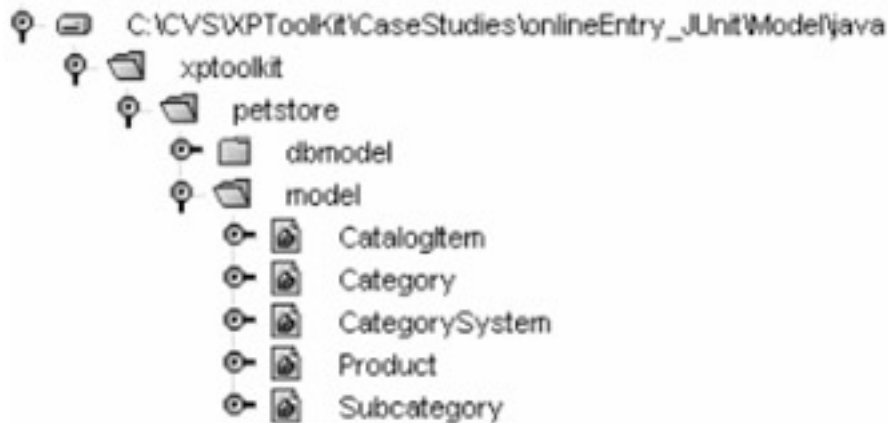 C:\CVS\XPToolKit\CaseStudies\onlineEntry_JUnit\Model\java
xptoolkit
petstore
dbmodel
model
CatalogItem
Category
CategorySystem
Product
Subcategory